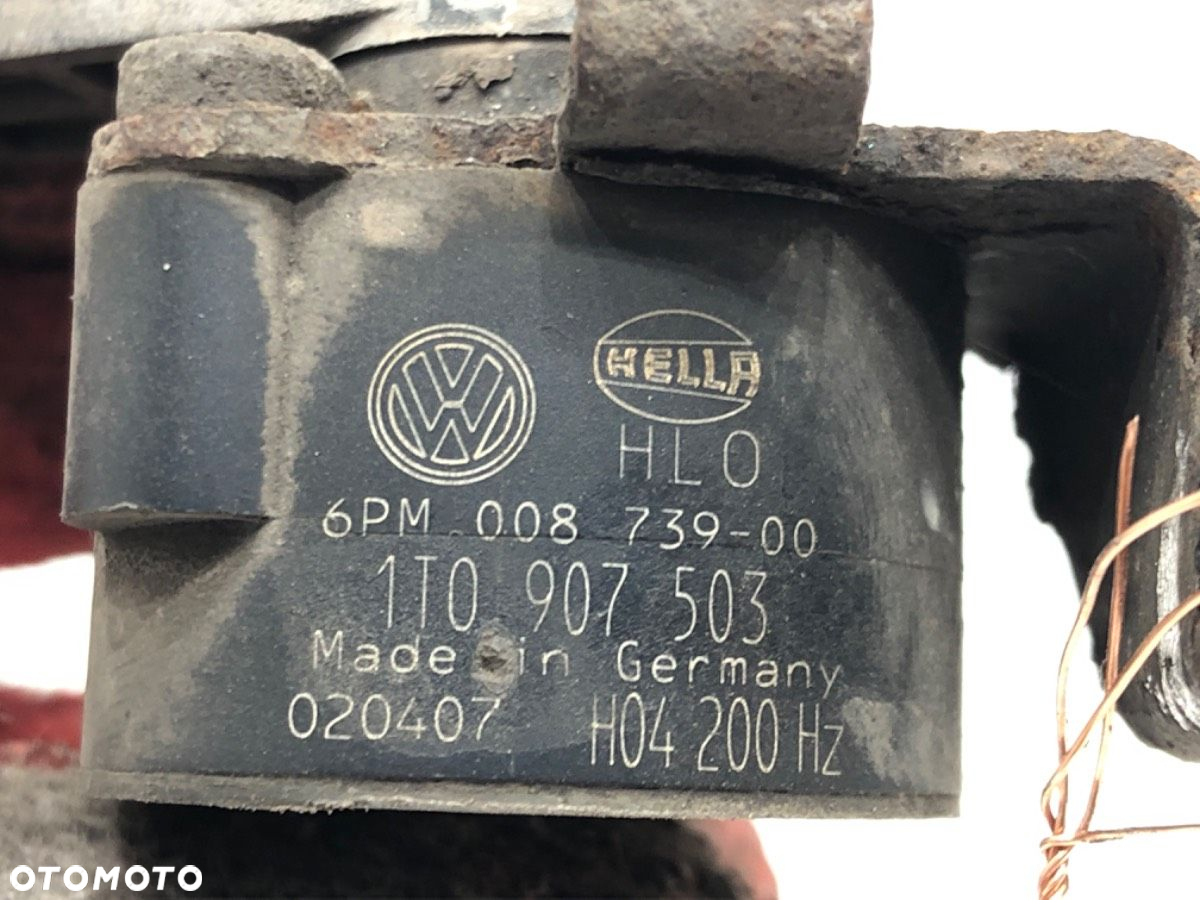 HELLA
HLO
6PM 008 739-00
1T0 907 503
Made in Germany
020407 H04 200 Hz
OTOMOTO